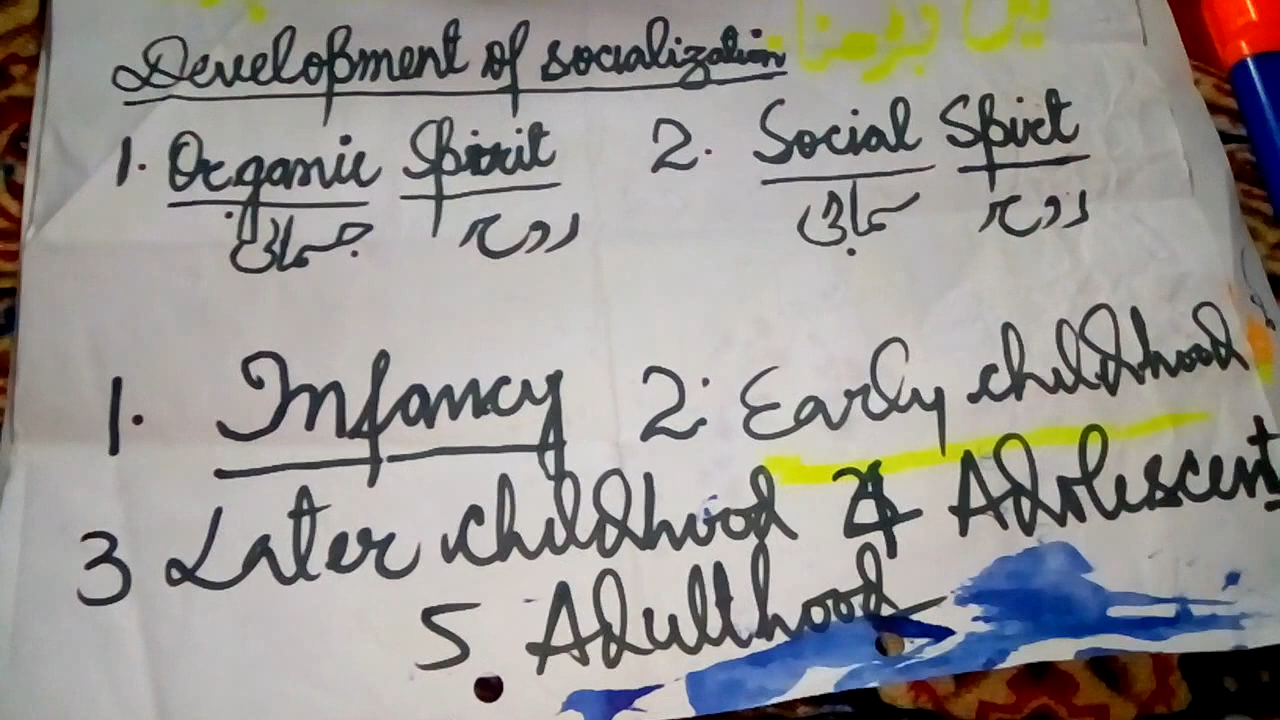 Development of socialization
1. Organic Spirit 2. Social Spirt
جسمانی روح سماجی روح
1. Infancy 2. Early childhood
3 Later childhood 4 Adolescent
5. Adulthood